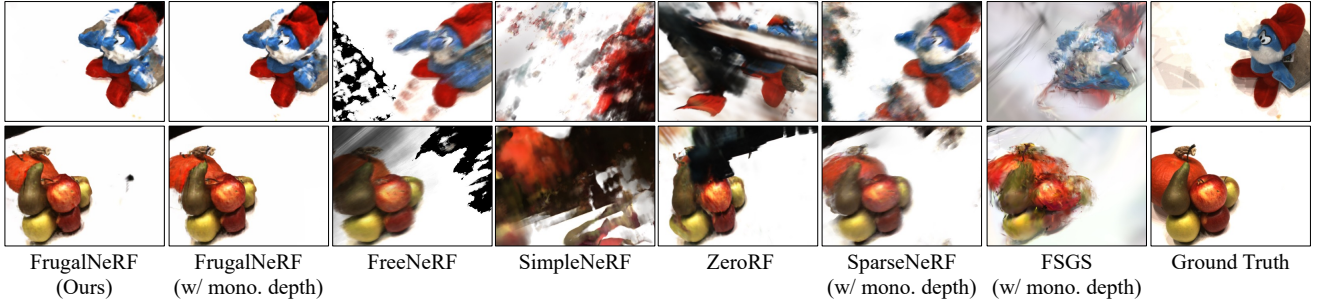 FrugalNeRF FrugalNeRF FreeNeRF SimpleNeRF ZeroRF SparseNeRF FSGS Ground Truth
(Ours) (w/ mono. depth) (w/ mono. depth) (w/ mono. depth)